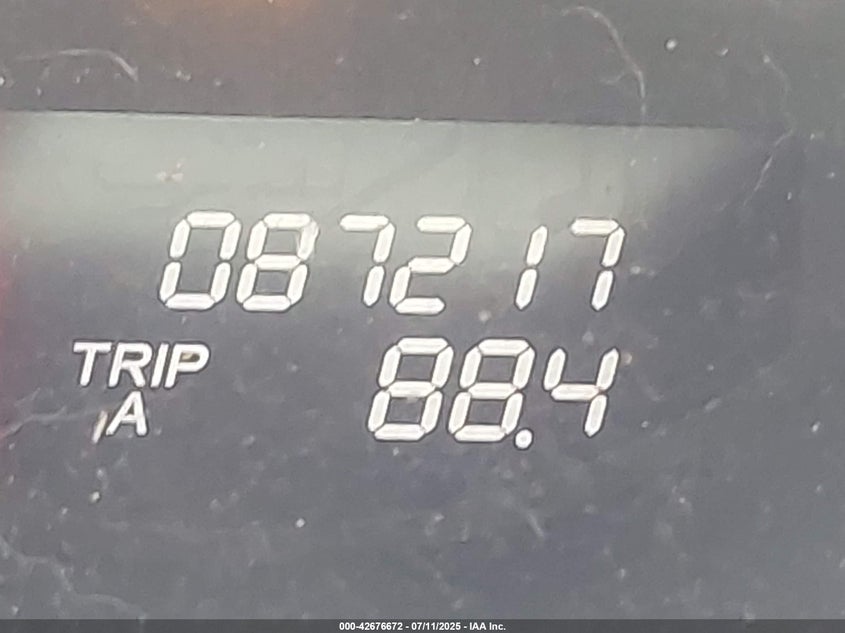 087217
TRIP 88.4
A
000-42676672 - 07/11/2025 - IAA Inc.